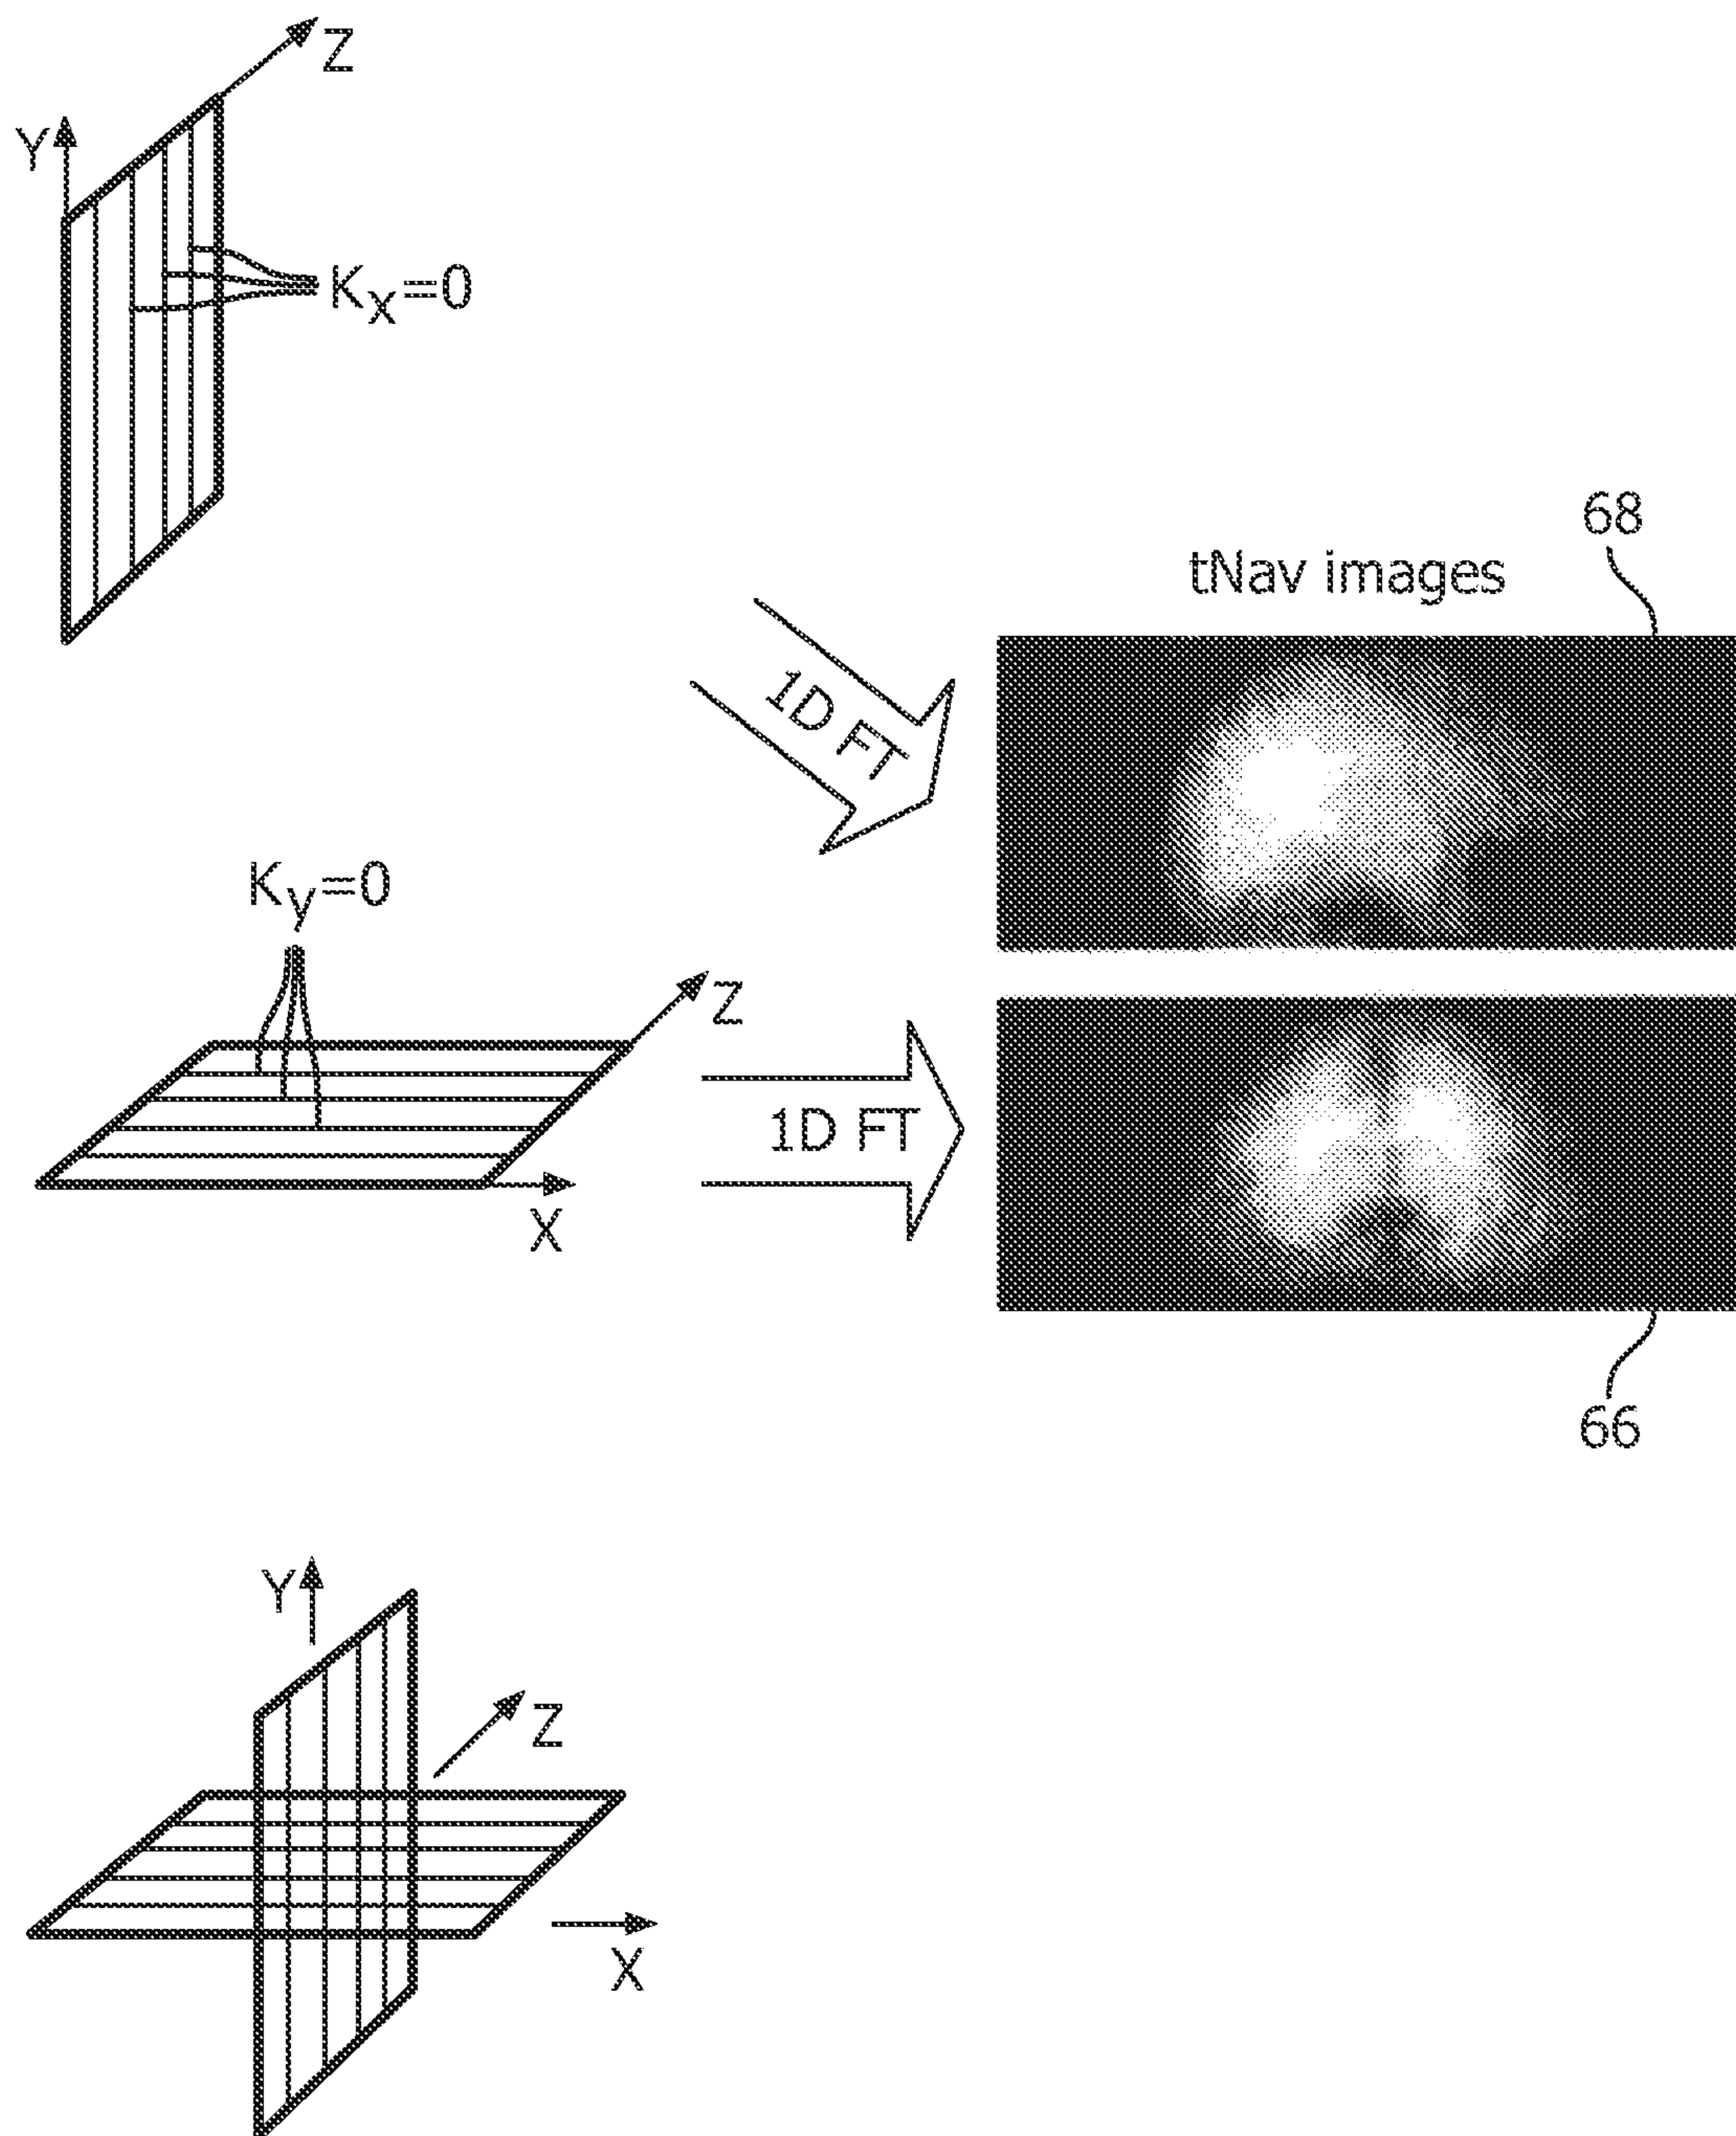 Z
Y
Kx=0
68
tNav images
1D FT
Ky=0
Z
1D FT
X
66
Y
Z
X